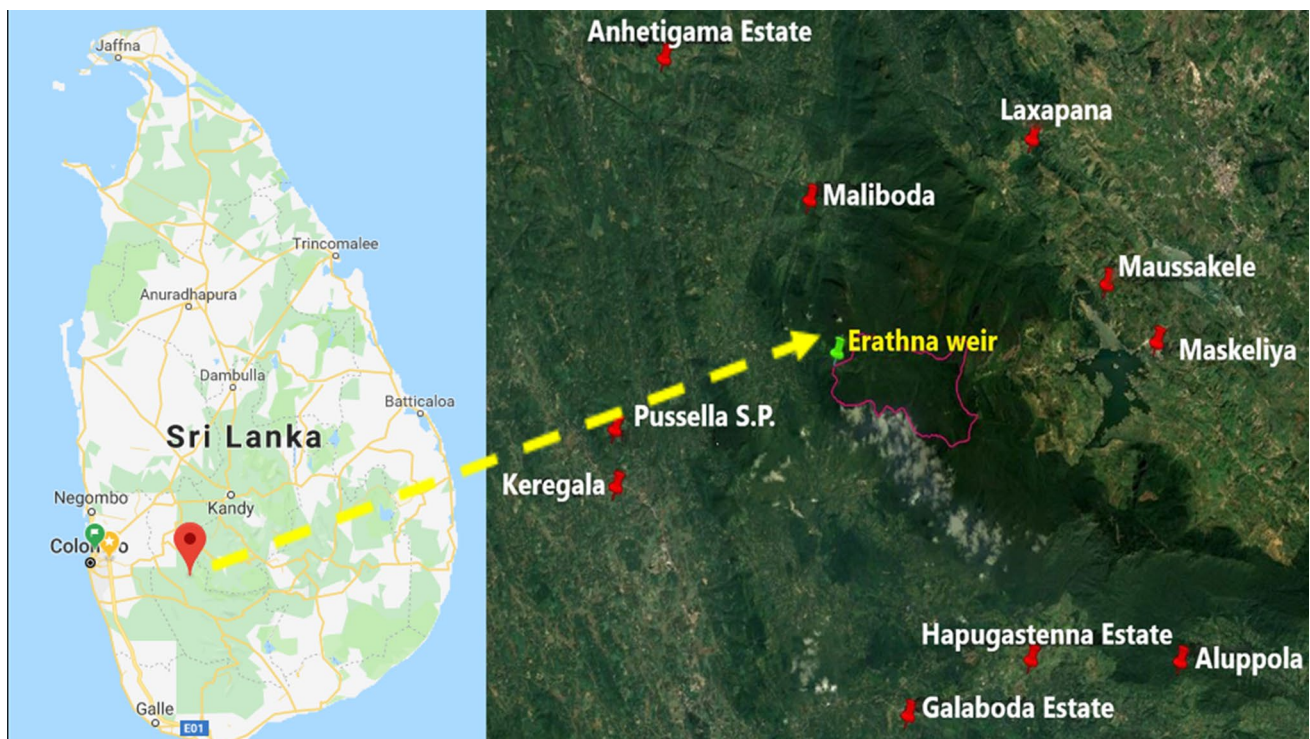 Jaffna
Trincomalee
Anuradhapura
Dambulla
Batticaloa
Sri Lanka
Negombo
Kandy
Galle
E01
Anhetigama Estate
Laxapana
Maliboda
Maussakele
Erathna weir
Maskeliya
Pussella S.P.
Keregala
Hapugastenna Estate
Aluppola
Galaboda Estate